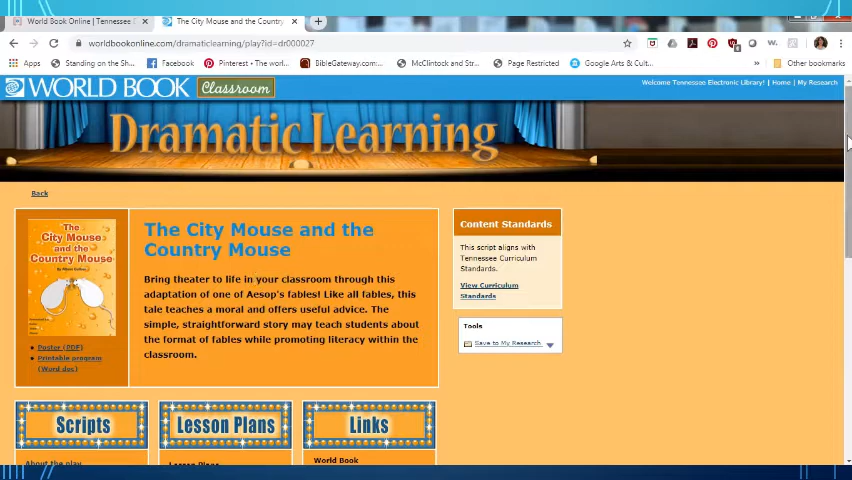 World Book Online | Tennessee E
The City Mouse and the Country
worldbookonline.com/dramaticlearning/play?id=dr000027
Apps
Standing on the Sh...
Facebook
Pinterest • The worl...
BibleGateway.com:...
McClintock and Str...
Page Restricted
Google Arts & Cult...
»
Other bookmarks
WORLD BOOK Classroom
Welcome Tennessee Electronic Library! | Home | My Research
Dramatic Learning
Back
The
City Mouse
and the
Country Mouse
The City Mouse and the
Country Mouse
Bring theater to life in your classroom through this
adaptation of one of Aesop's fables! Like all fables, this
tale teaches a moral and offers useful advice. The
simple, straightforward story may teach students about
the format of fables while promoting literacy within the
classroom.
Poster (PDF)
Printable program
(Word doc)
Content Standards
This script aligns with
Tennessee Curriculum
Standards.
View Curriculum
Standards
Tools
Save to My Research
Scripts
Lesson Plans
Links
About the play
Lesson Plans
World Book